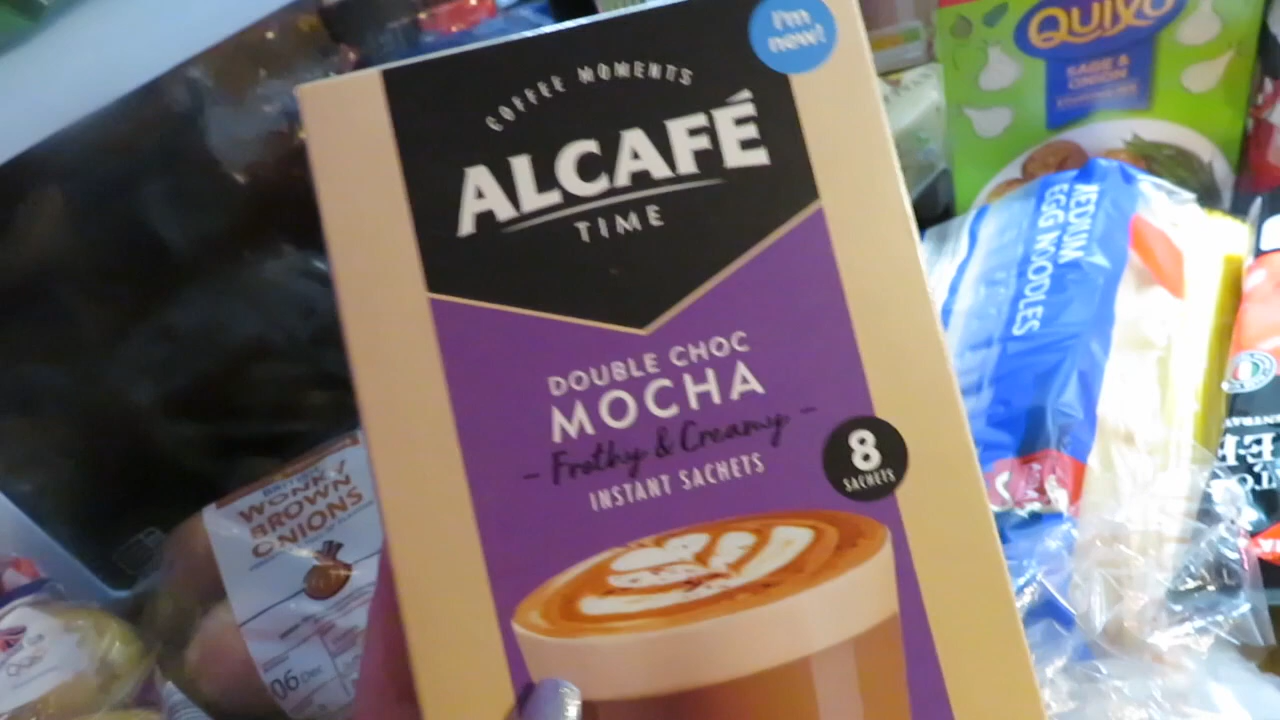 COFFEE MOMENTS
ALCAFÉ
TIME
I'm
new!
DOUBLE CHOC
MOCHA
- Frothy & Creamy -
INSTANT SACHETS
8
SACHETS
QUIXO
SAGE &
ONION
MEDIUM
EGG NOODLES
BRITISH
WONKY
BROWN
ONIONS
06 Dec